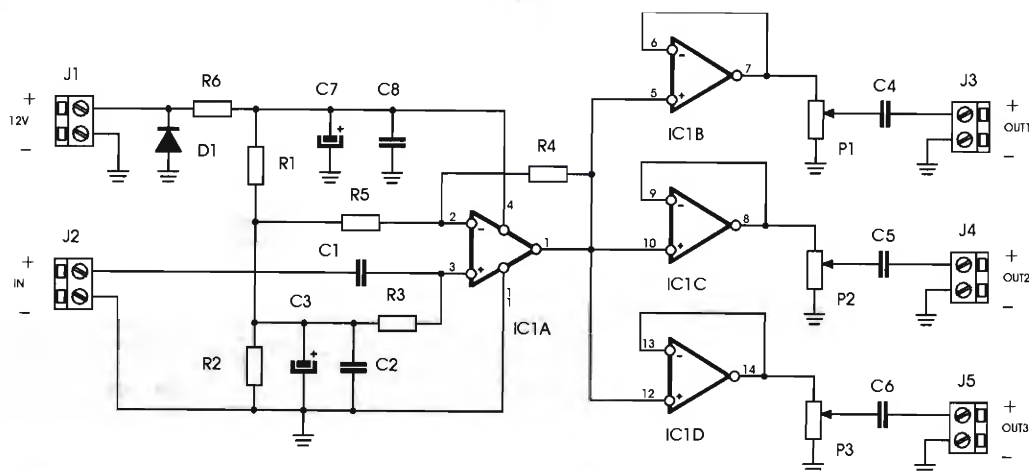 J1
+
12V
−
R6
D1
C7
+
C8
R1
R4
R5
J2
+
IN
−
C1
R3
C3
+
C2
R2
2
−
3
+
4
1
1
1
IC1A
6
−
5
+
7
IC1B
9
−
10
+
8
IC1C
13
−
12
+
14
IC1D
P1
C4
J3
+
OUT1
−
P2
C5
J4
+
OUT2
−
P3
C6
J5
+
OUT3
−